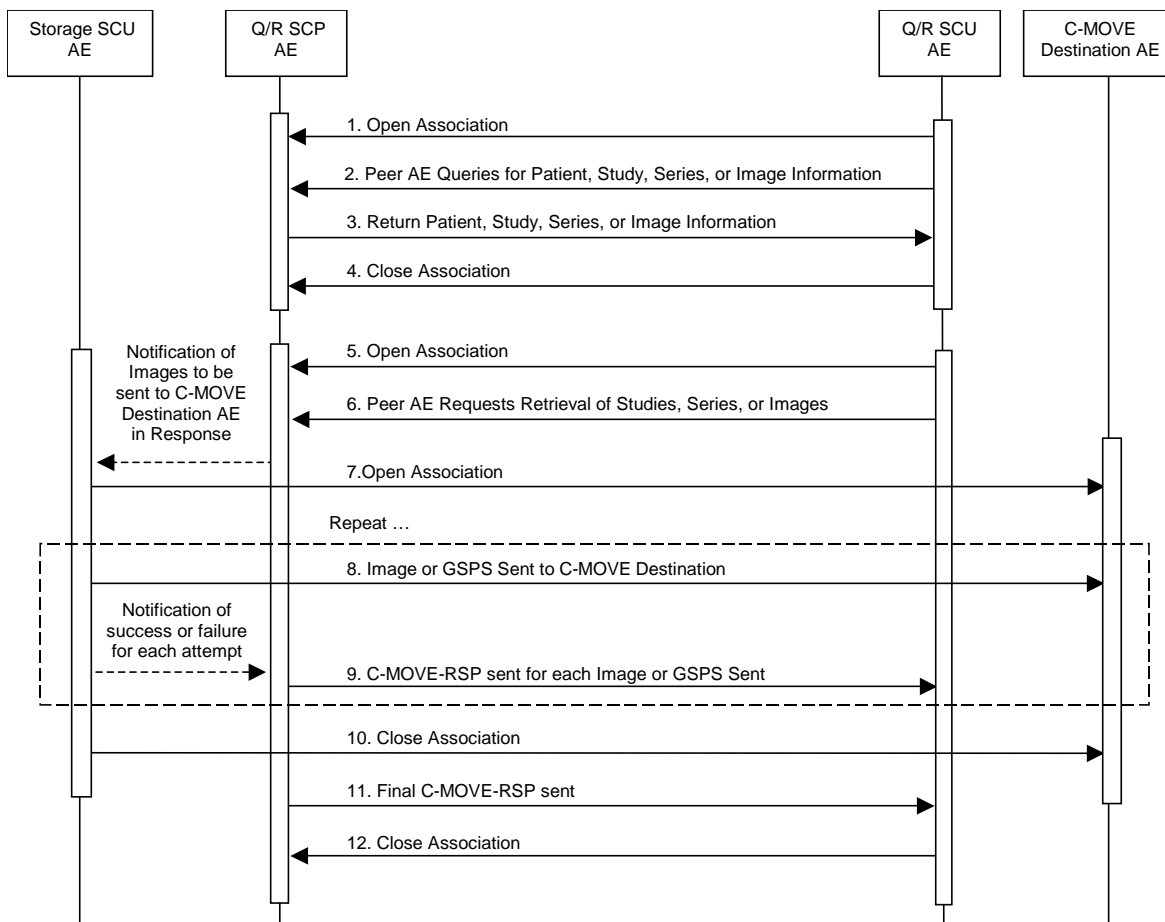 Storage SCU
AE
Q/R SCP
AE
Q/R SCU
AE
C-MOVE
Destination AE
1. Open Association
2. Peer AE Queries for Patient, Study, Series, or Image Information
3. Return Patient, Study, Series, or Image Information
4. Close Association
Notification of
Images to be
sent to C-MOVE
Destination AE
in Response
5. Open Association
6. Peer AE Requests Retrieval of Studies, Series, or Images
7.Open Association
Repeat …
8. Image or GSPS Sent to C-MOVE Destination
Notification of
success or failure
for each attempt
9. C-MOVE-RSP sent for each Image or GSPS Sent
10. Close Association
11. Final C-MOVE-RSP sent
12. Close Association